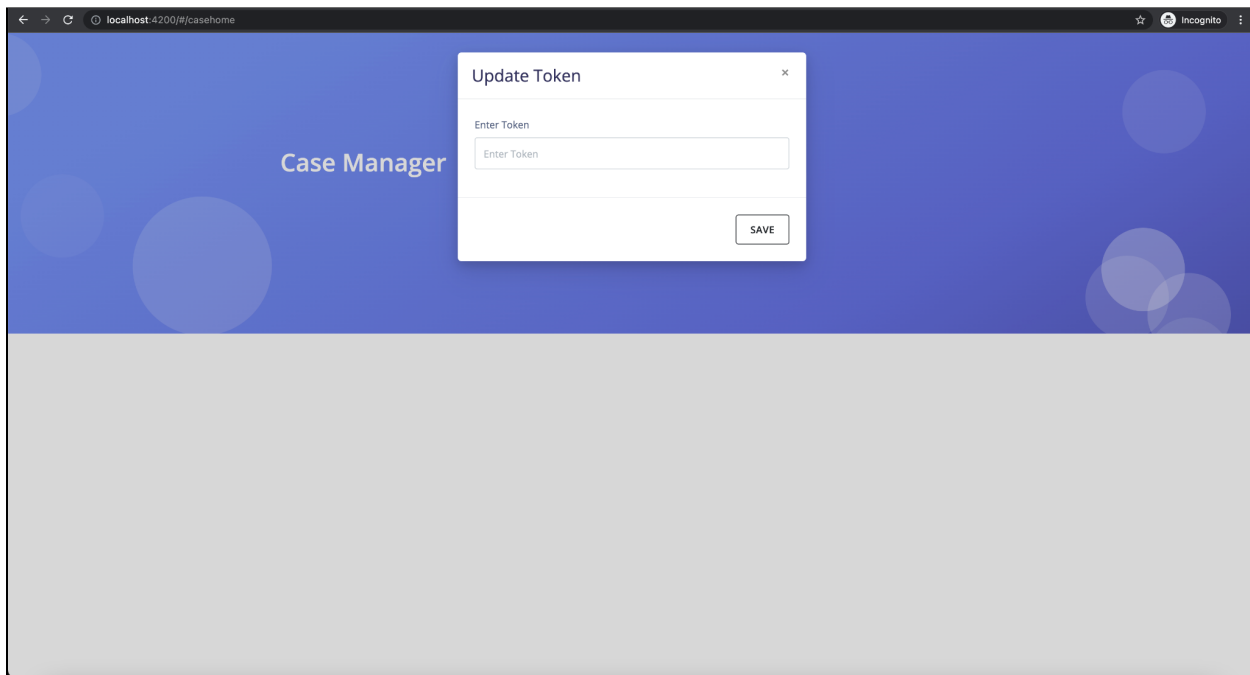 localhost:4200/#/casehome
Incognito
Update Token
×
Enter Token
Enter Token
Case Manager
SAVE